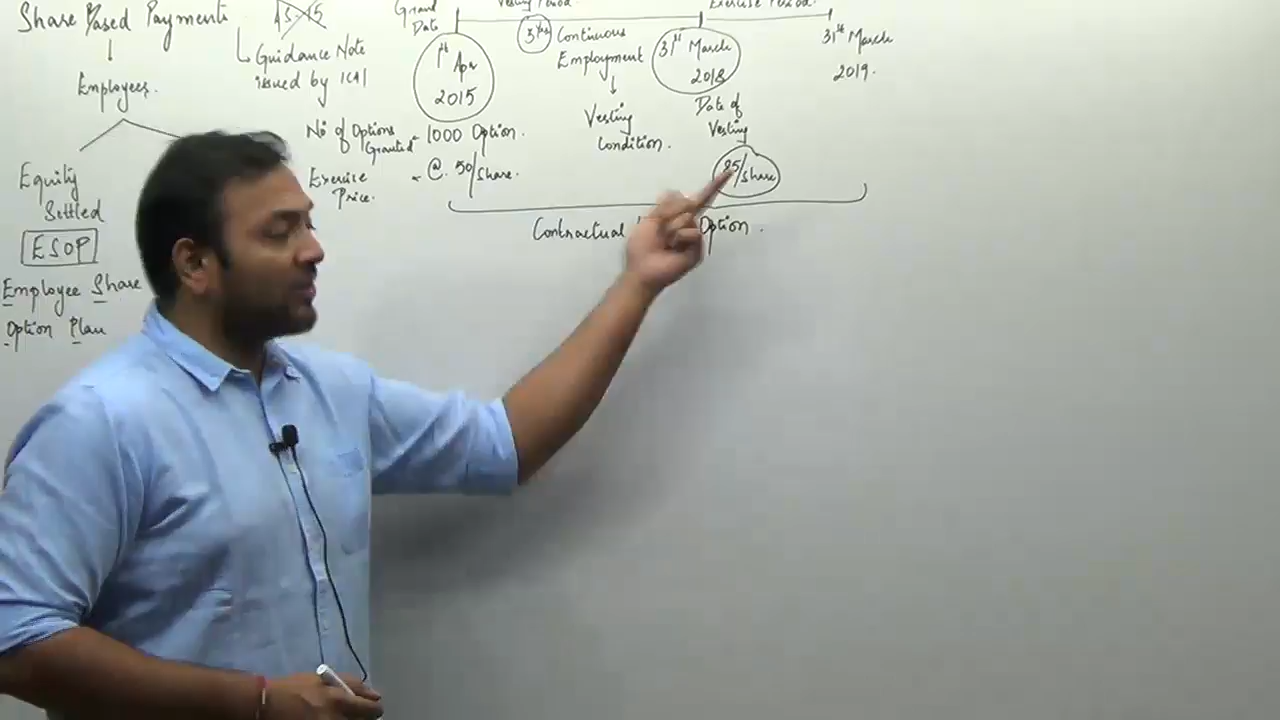 Share Based Payments
Employees.
Equity
Settled
ESOP
Employee Share
Option Plan
AS-15
Guidance Note
issued by ICAI
Grant
Date
1st Apr
2015
No of Options
Granted - 1000 Option.
Exercise
Price. @. 50/share.
Vesting Period.
3 yrs Continuous
Employment
Vesting
Condition.
31st March
2018
Date of
Vesting
85/share
Exercise Period.
31st March
2019.
Contractual
Option.